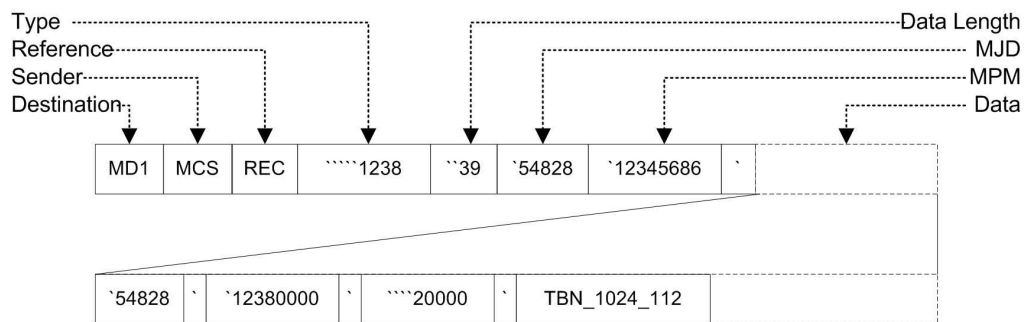 Type Data Length
Reference MJD
Sender MPM
Destination Data
MD1 MCS REC `````1238 ``39 `54828 `12345686 `
`54828 ` `12380000 ` ````20000 ` TBN_1024_112